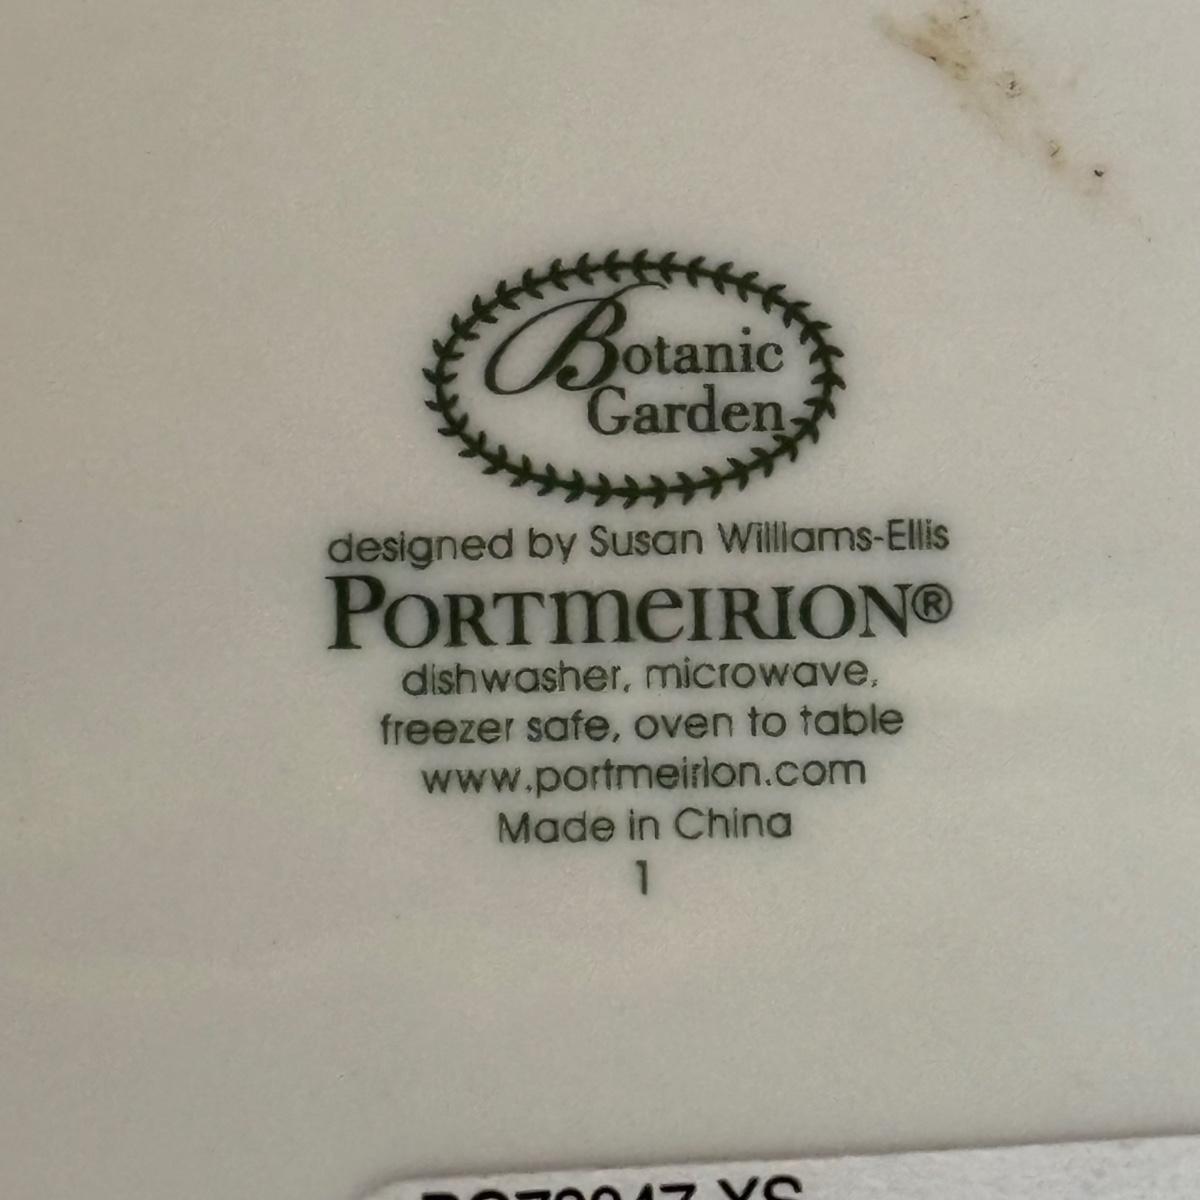 Botanic
Garden
designed by Susan Williams-Ellis
PORTMEIRION®
dishwasher, microwave,
freezer safe, oven to table
www.portmeirion.com
Made in China
1